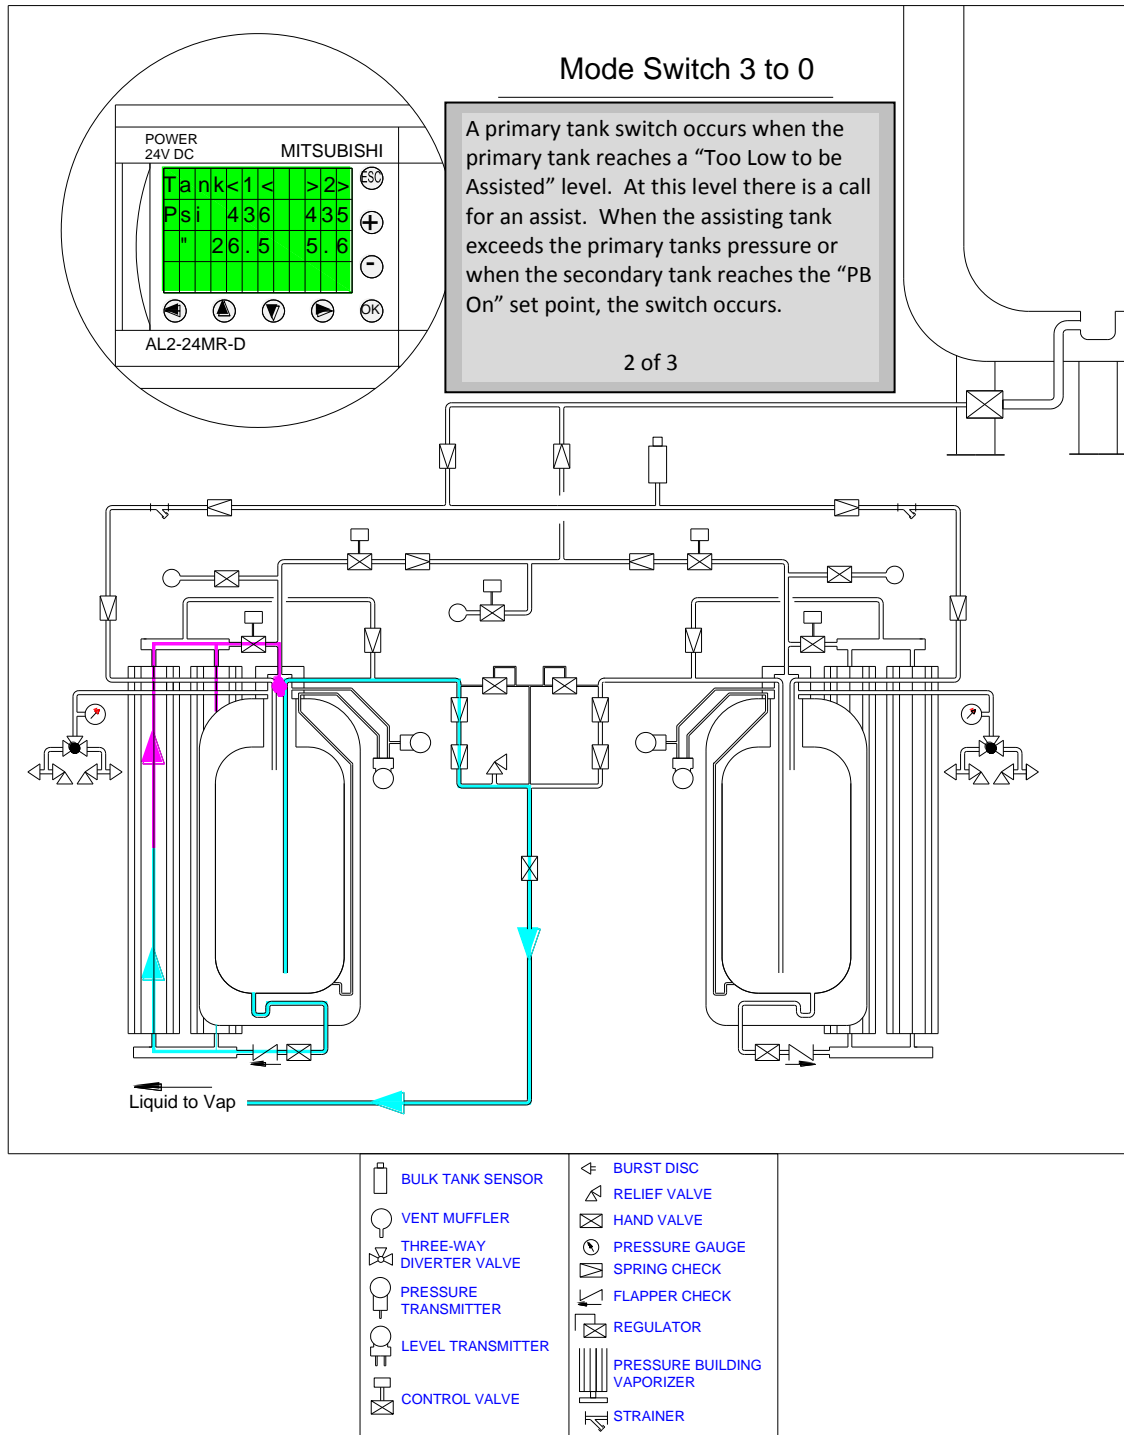 Mode Switch 3 to 0
POWER
24V DC
MITSUBISHI
Tank<1< >2>
Psi 436 435
" 26.5 5.6
ESC
+
-
OK
AL2-24MR-D
A primary tank switch occurs when the
primary tank reaches a “Too Low to be
Assisted” level. At this level there is a call
for an assist. When the assisting tank
exceeds the primary tanks pressure or
when the secondary tank reaches the “PB
On” set point, the switch occurs.
2 of 3
Liquid to Vap
BULK TANK SENSOR
VENT MUFFLER
THREE-WAY
DIVERTER VALVE
PRESSURE
TRANSMITTER
LEVEL TRANSMITTER
CONTROL VALVE
BURST DISC
RELIEF VALVE
HAND VALVE
PRESSURE GAUGE
SPRING CHECK
FLAPPER CHECK
REGULATOR
PRESSURE BUILDING
VAPORIZER
STRAINER